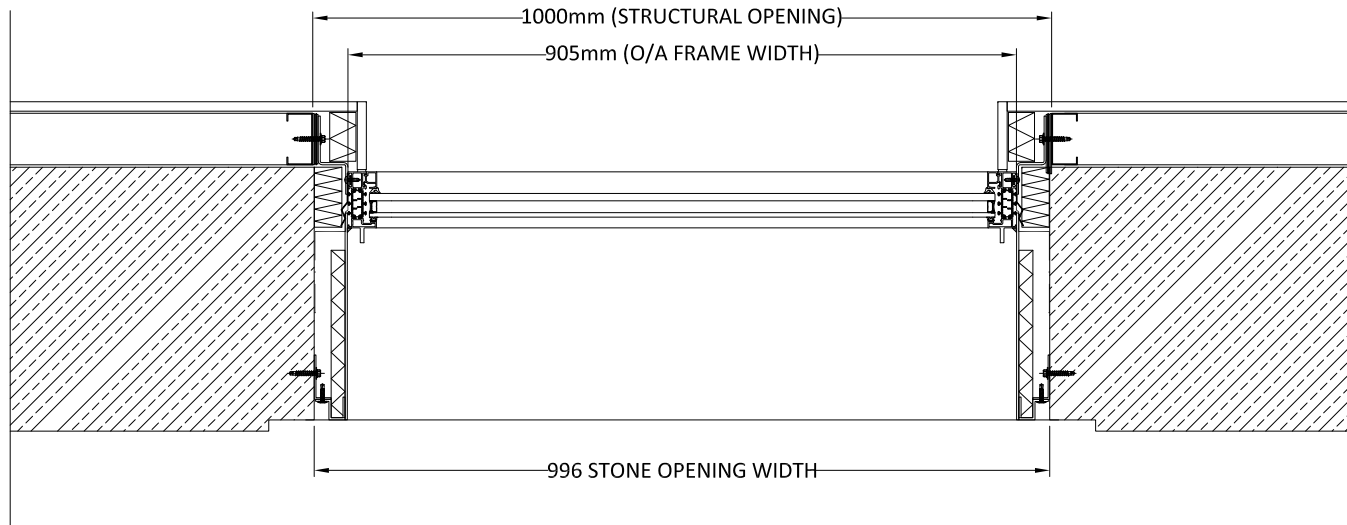 1000mm (STRUCTURAL OPENING)
905mm (O/A FRAME WIDTH)
996 STONE OPENING WIDTH